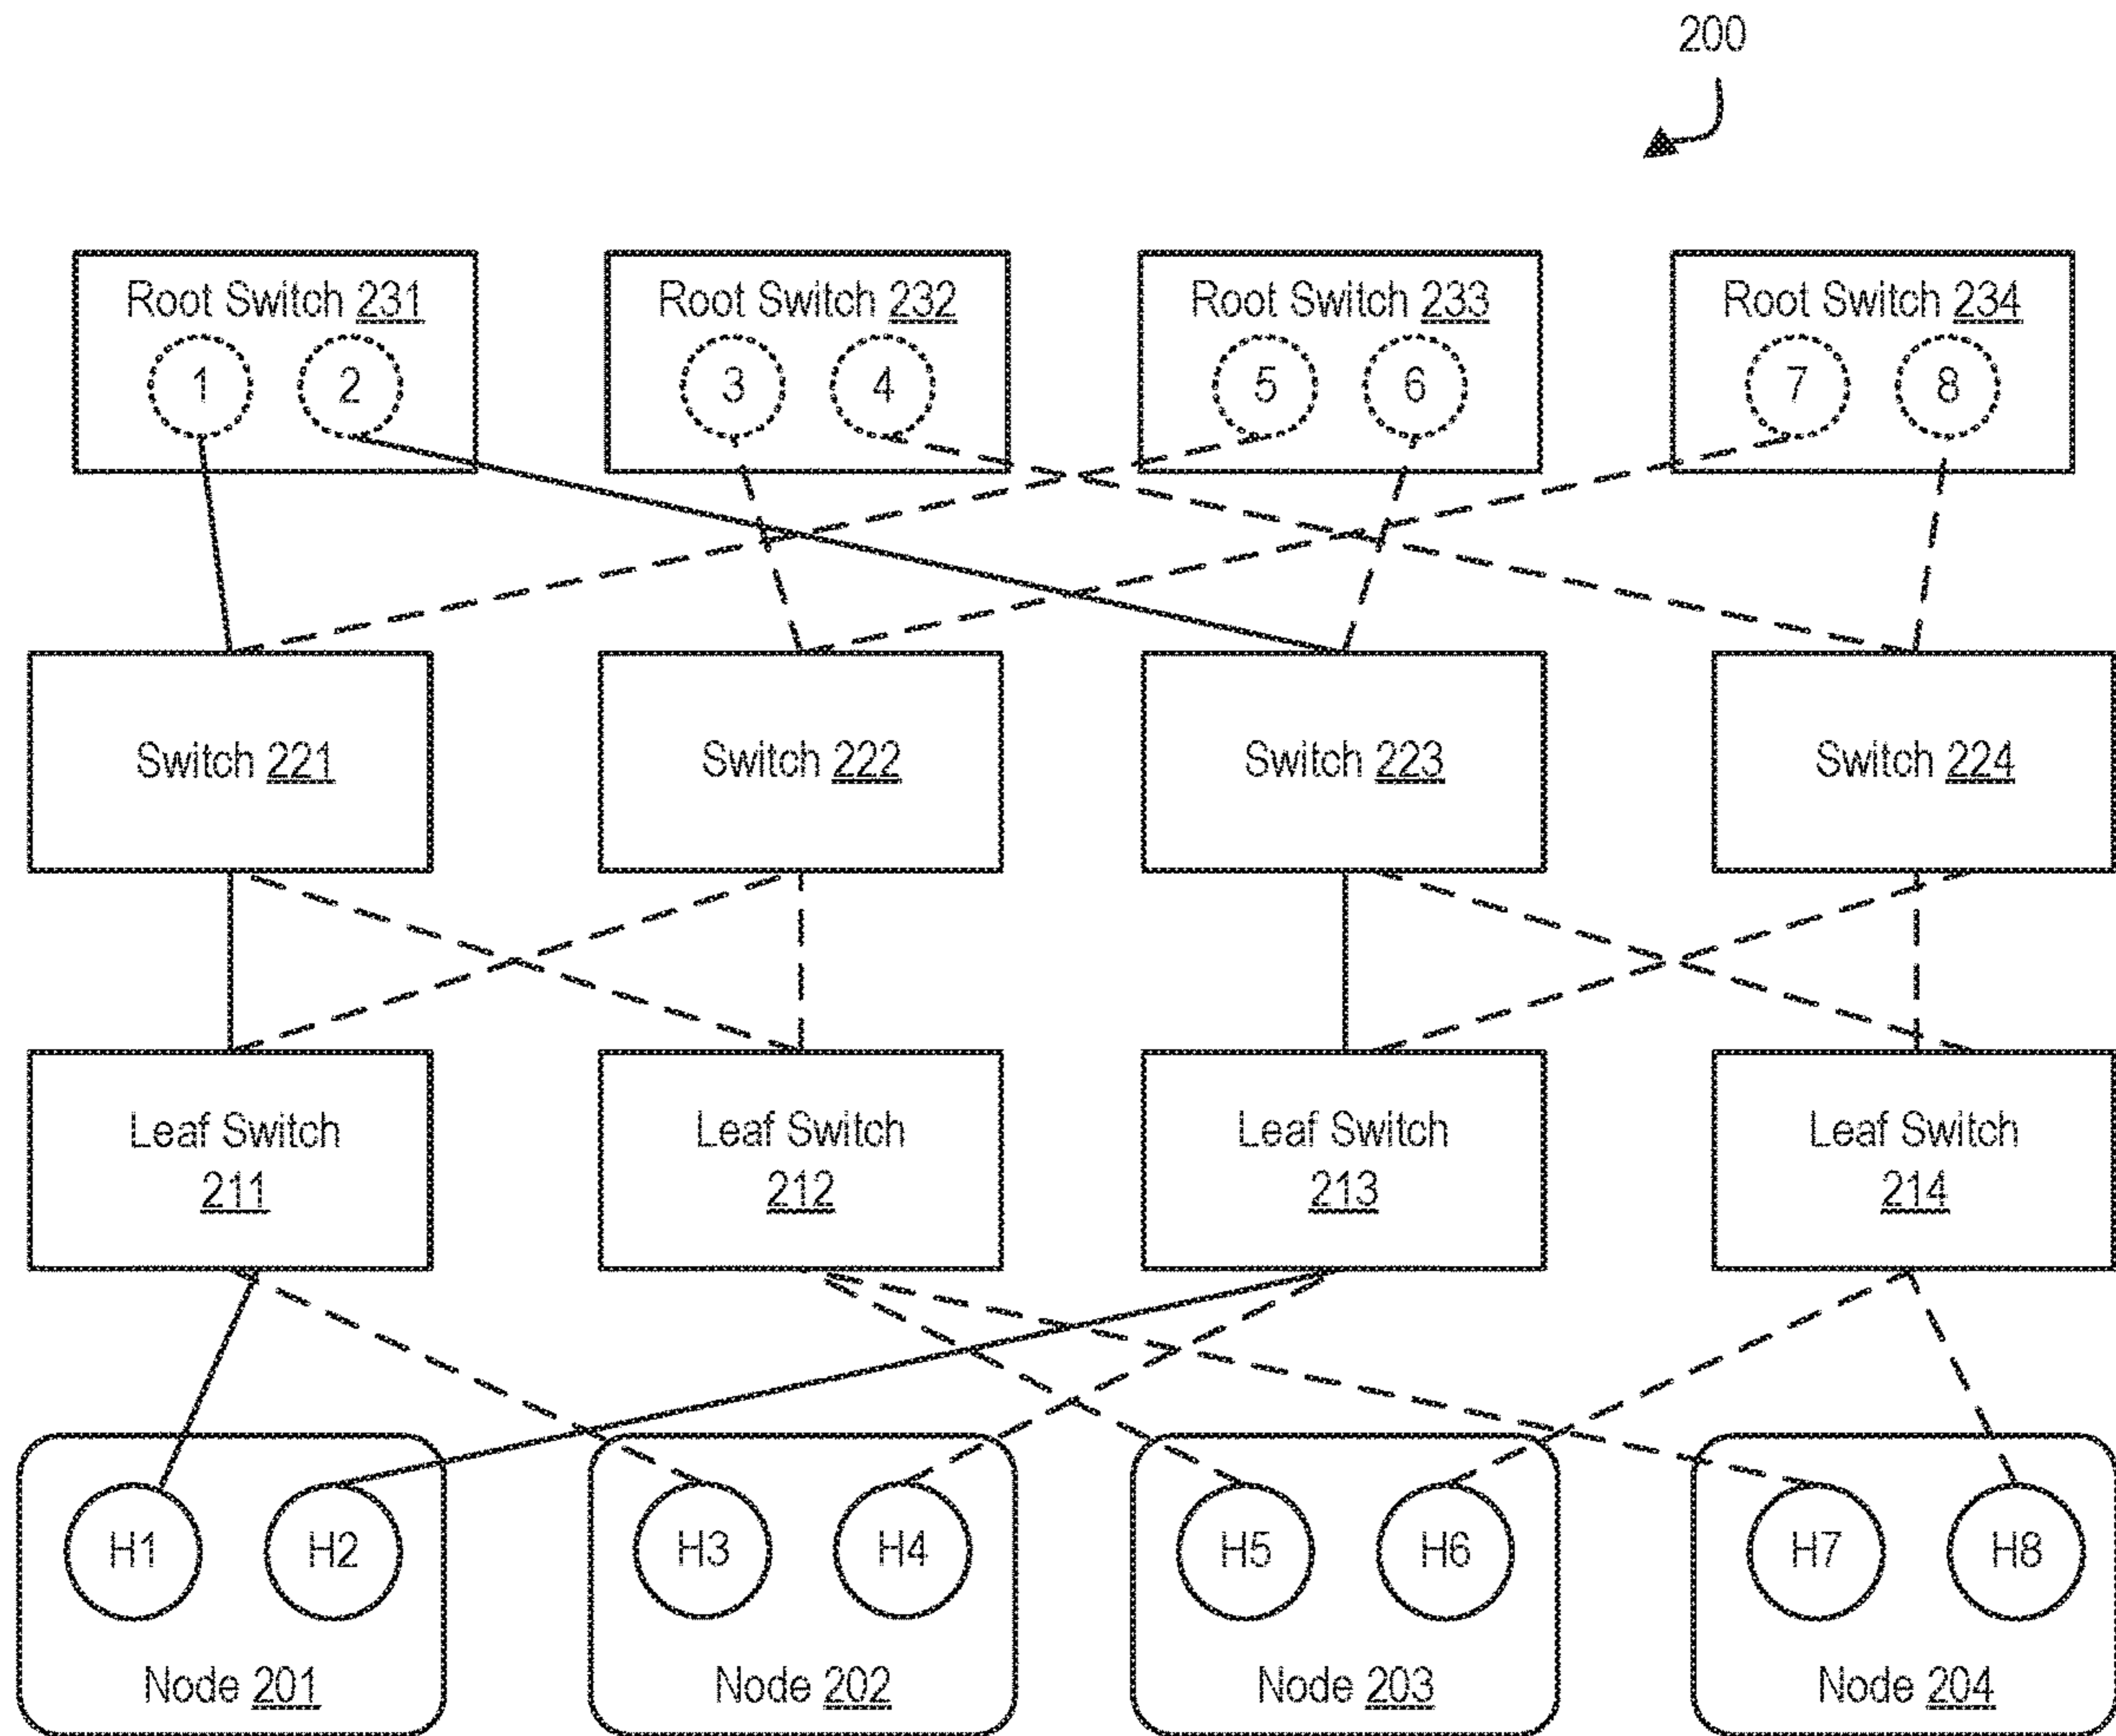 200
Root Switch 231
1 2
Root Switch 232
3 4
Root Switch 233
5 6
Root Switch 234
7 8
Switch 221
Switch 222
Switch 223
Switch 224
Leaf Switch
211
Leaf Switch
212
Leaf Switch
213
Leaf Switch
214
H1 H2
Node 201
H3 H4
Node 202
H5 H6
Node 203
H7 H8
Node 204